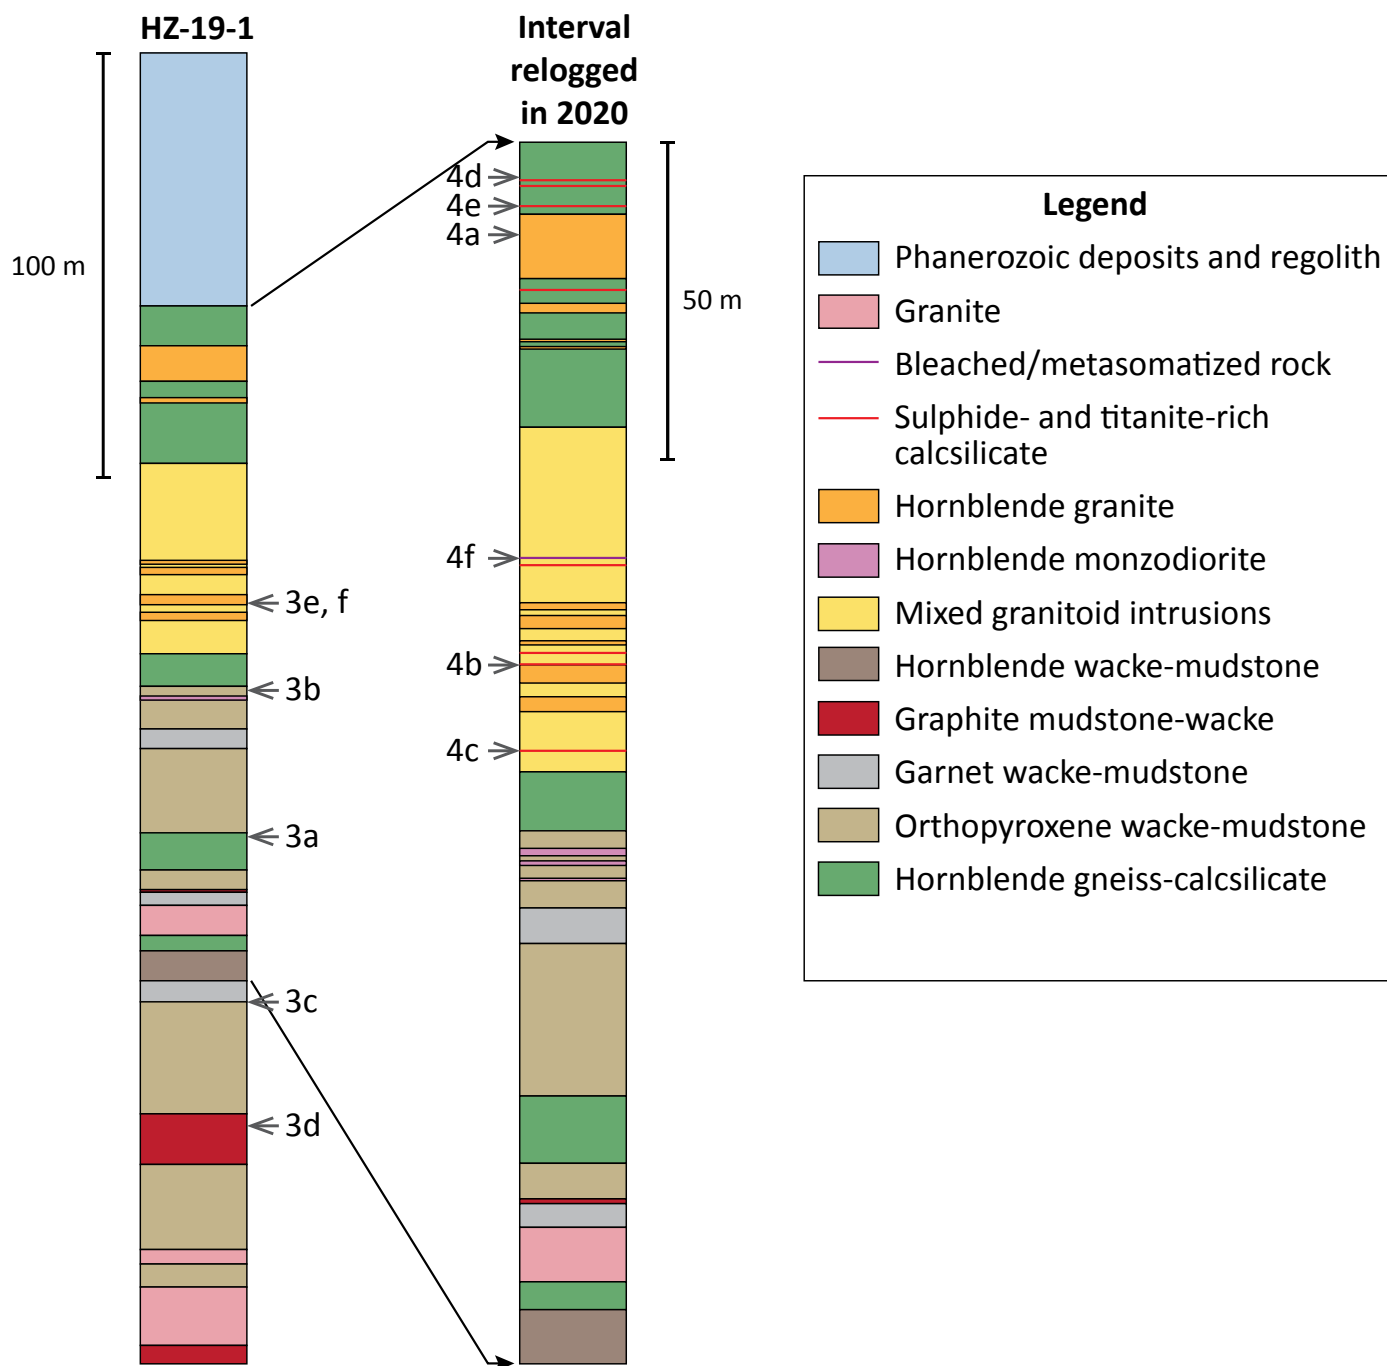 HZ-19-1
Interval
relogged
in 2020
100 m
50 m
4d
4e
4a
4f
4b
4c
3e, f
3b
3a
3c
3d
Legend
Phanerozoic deposits and regolith
Granite
Bleached/metasomatized rock
Sulphide- and titanite-rich
calcsilicate
Hornblende granite
Hornblende monzodiorite
Mixed granitoid intrusions
Hornblende wacke-mudstone
Graphite mudstone-wacke
Garnet wacke-mudstone
Orthopyroxene wacke-mudstone
Hornblende gneiss-calcsilicate